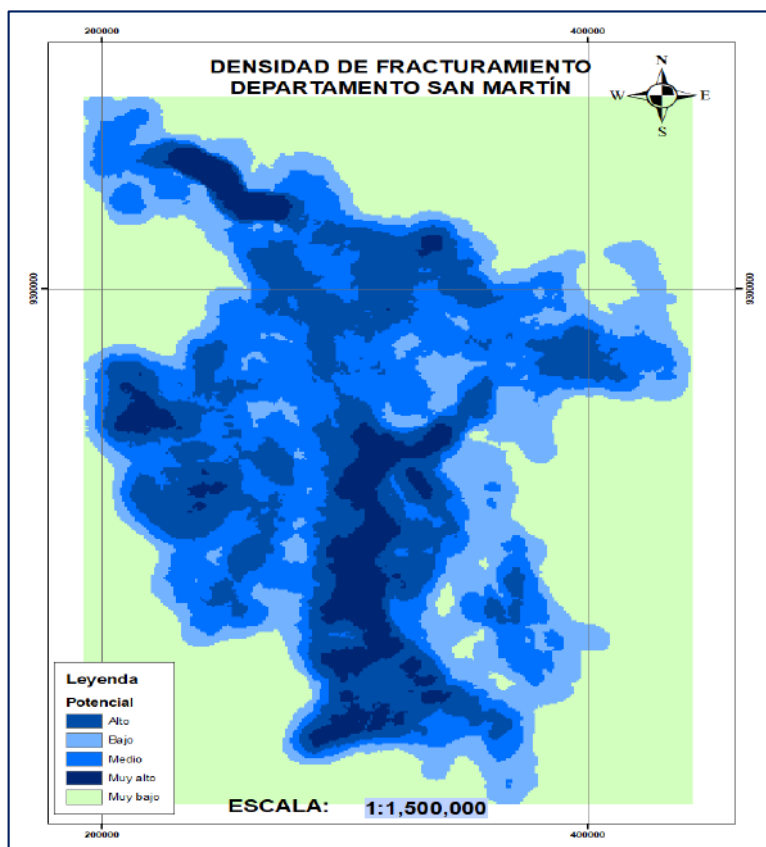 200000
400000
DENSIDAD DE FRACTURAMIENTO
DEPARTAMENTO SAN MARTÍN
N
W
E
S
9300000
9300000
Leyenda
Potencial
Alto
Bajo
Medio
Muy alto
Muy bajo
ESCALA: 1:1,500,000
200000
400000